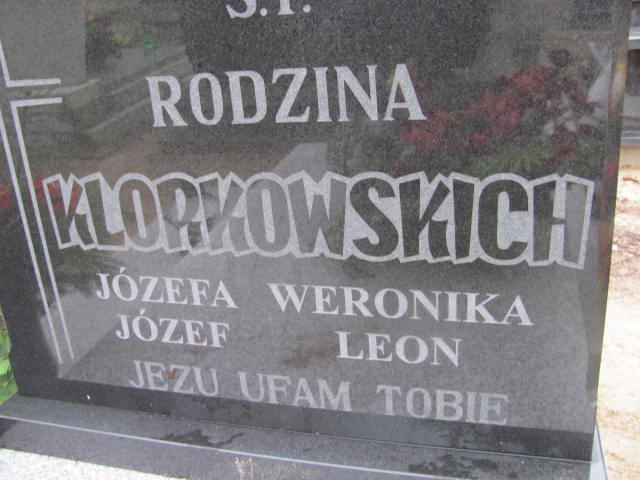 Ś.P.
RODZINA
KLORKOWSKICH
JÓZEFA WERONIKA
JÓZEF LEON
JEZU UFAM TOBIE